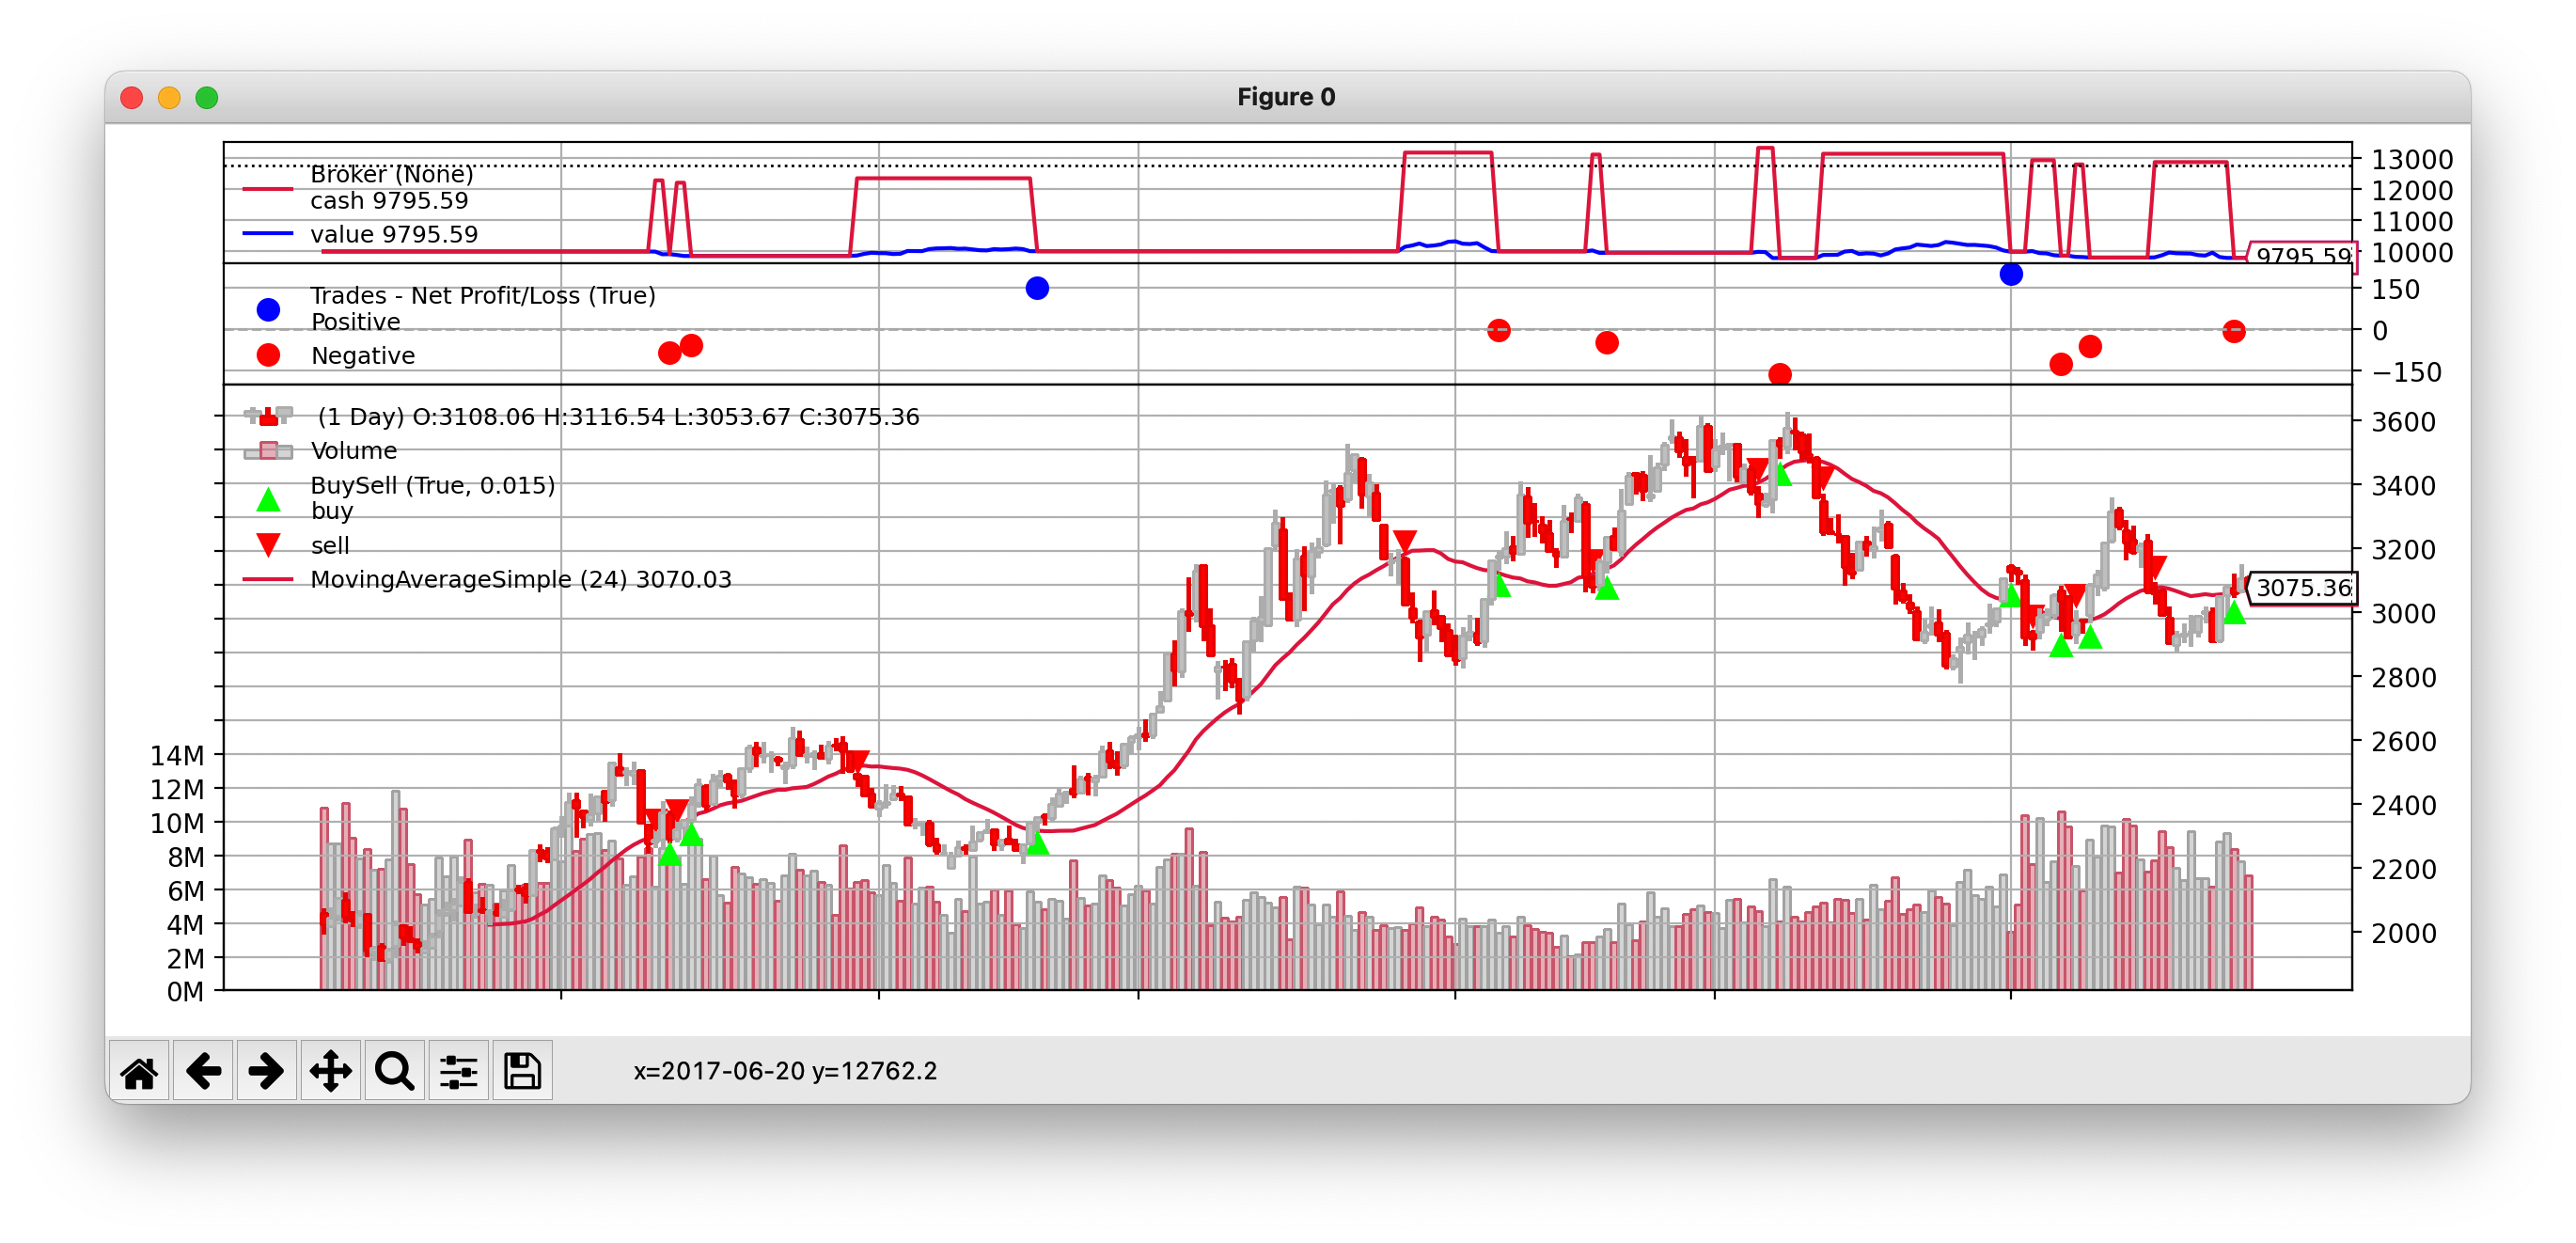 Figure 0
Broker (None)
cash 9795.59
value 9795.59
13000
12000
11000
10000
9795.59
Trades - Net Profit/Loss (True)
Positive
Negative
150
0
−150
(1 Day) O:3108.06 H:3116.54 L:3053.67 C:3075.36
Volume
BuySell (True, 0.015)
buy
sell
MovingAverageSimple (24) 3070.03
3600
3400
3200
3075.36
3000
2800
2600
2400
2200
2000
14M
12M
10M
8M
6M
4M
2M
0M
x=2017-06-20 y=12762.2